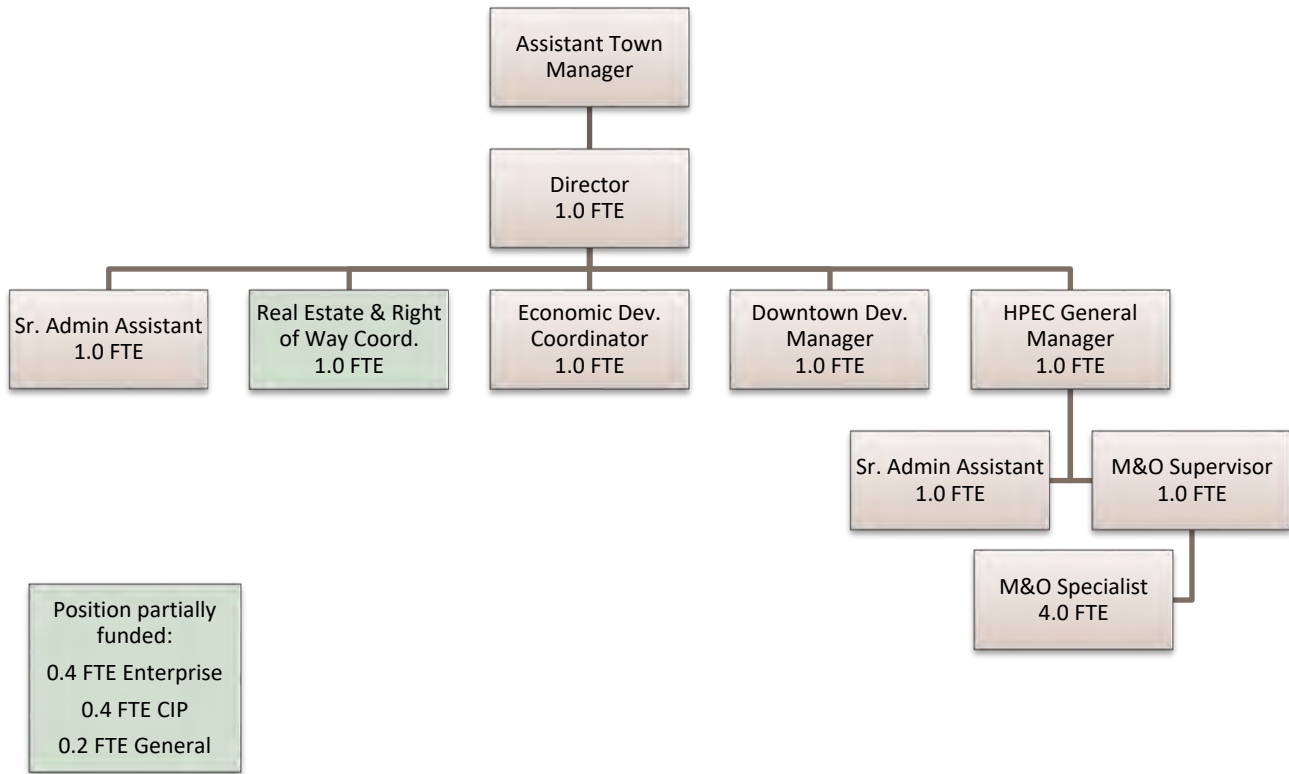 Assistant Town
Manager
Director
1.0 FTE
Sr. Admin Assistant
1.0 FTE
Real Estate & Right
of Way Coord.
1.0 FTE
Economic Dev.
Coordinator
1.0 FTE
Downtown Dev.
Manager
1.0 FTE
HPEC General
Manager
1.0 FTE
Sr. Admin Assistant
1.0 FTE
M&O Supervisor
1.0 FTE
M&O Specialist
4.0 FTE
Position partially
funded:
0.4 FTE Enterprise
0.4 FTE CIP
0.2 FTE General